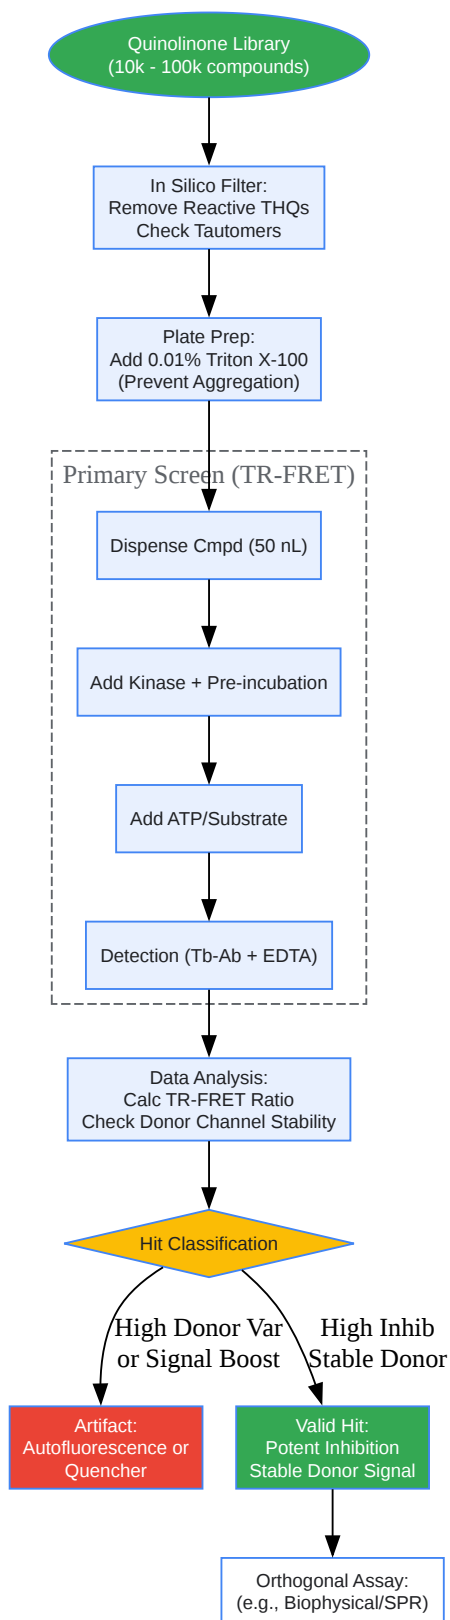 Quinolinone Library
(10k - 100k compounds)
In Silico Filter:
Remove Reactive THQs
Check Tautomers
Plate Prep:
Add 0.01% Triton X-100
(Prevent Aggregation)
Primary Screen (TR-FRET)
Dispense Cmpd (50 nL)
Add Kinase + Pre-incubation
Add ATP/Substrate
Detection (Tb-Ab + EDTA)
Data Analysis:
Calc TR-FRET Ratio
Check Donor Channel Stability
Hit Classification
High Donor Var
or Signal Boost
High Inhib
Stable Donor
Artifact:
Autofluorescence or
Quencher
Valid Hit:
Potent Inhibition
Stable Donor Signal
Orthogonal Assay:
(e.g., Biophysical/SPR)